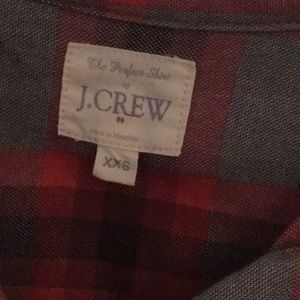 The Perfect Shirt
by
J.CREW
Made in Mauritius
XXS